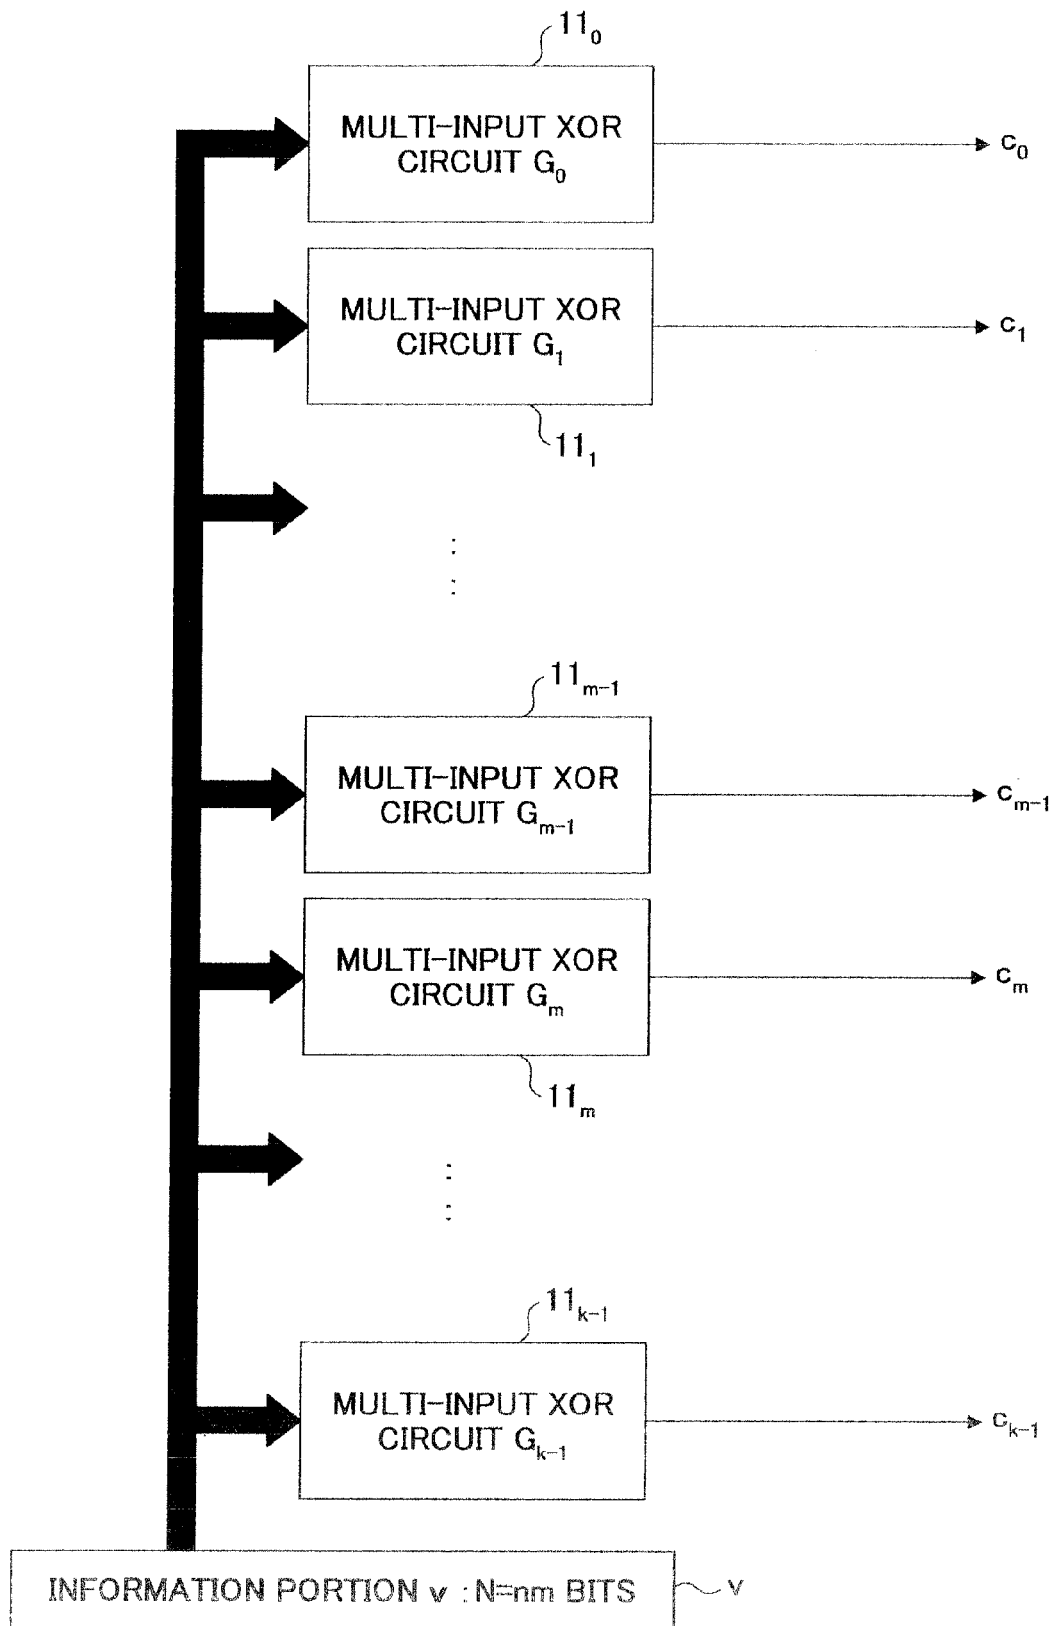 11₀
MULTI-INPUT XOR
CIRCUIT G₀
c₀
MULTI-INPUT XOR
CIRCUIT G₁
c₁
11₁
11ₘ₋₁
MULTI-INPUT XOR
CIRCUIT Gₘ₋₁
cₘ₋₁
MULTI-INPUT XOR
CIRCUIT Gₘ
cₘ
11ₘ
11ₖ₋₁
MULTI-INPUT XOR
CIRCUIT Gₖ₋₁
cₖ₋₁
INFORMATION PORTION v : N=nm BITS
v